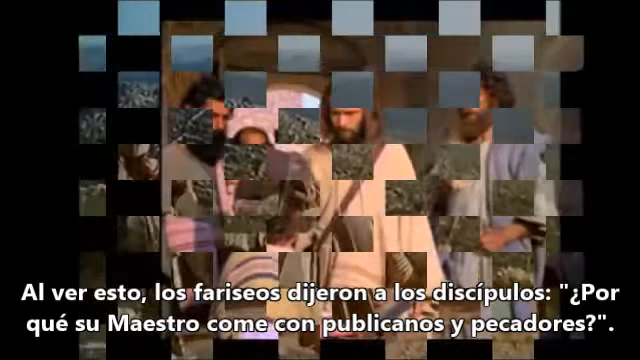 Al ver esto, los fariseos dijeron a los discípulos: "¿Por
qué su Maestro come con publicanos y pecadores?".